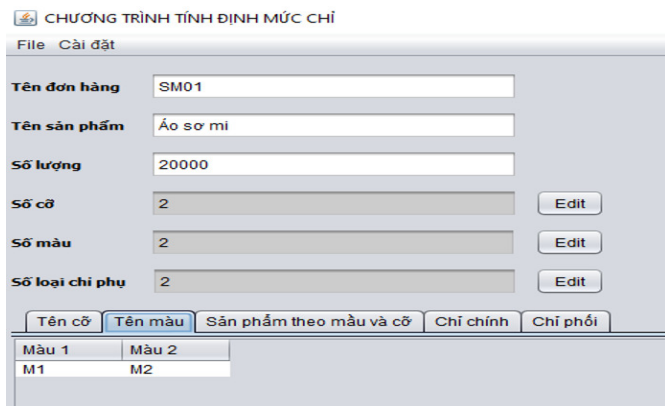 CHƯƠNG TRÌNH TÍNH ĐỊNH MỨC CHỈ
File Cài đặt
Tên đơn hàng SM01
Tên sản phẩm Áo sơ mi
Số lượng 20000
Số cỡ 2 Edit
Số màu 2 Edit
Số loại chỉ phụ 2 Edit
Tên cỡ Tên màu Sản phẩm theo mầu và cỡ Chỉ chính Chỉ phối
Màu 1 Màu 2
M1 M2